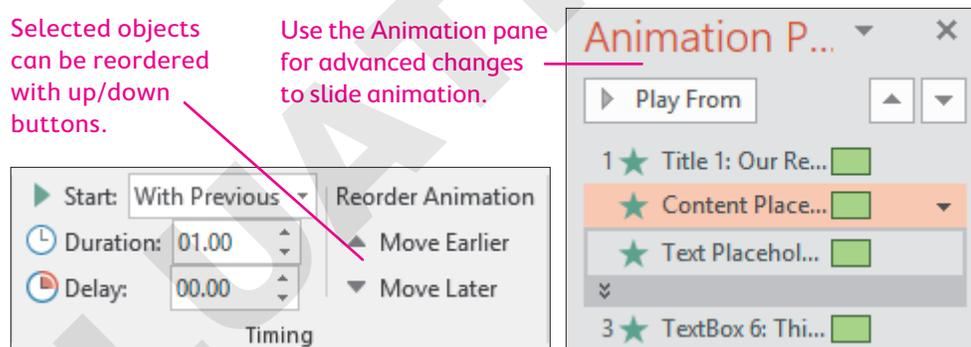 Selected objects
can be reordered
with up/down
buttons.
Use the Animation pane
for advanced changes
to slide animation.
Start: With Previous
Duration: 01.00
Delay: 00.00
Timing
Reorder Animation
Move Earlier
Move Later
Animation P...
Play From
1 Title 1: Our Re...
Content Place...
Text Placehol...
3 TextBox 6: Thi...